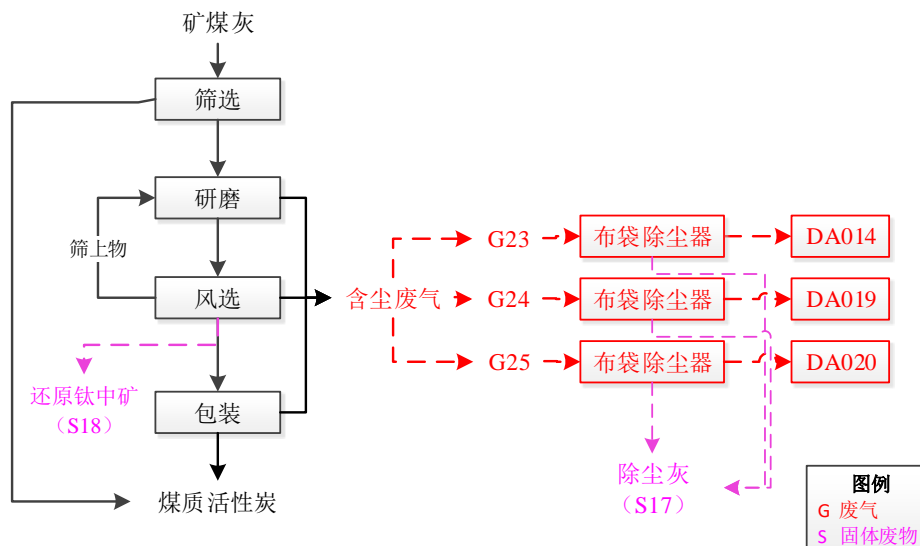 矿煤灰
筛选
研磨
筛上物
风选
还原钛中矿
（S18）
包装
煤质活性炭
含尘废气
G23
布袋除尘器
DA014
G24
布袋除尘器
DA019
G25
布袋除尘器
DA020
除尘灰
（S17）
图例
G 废气
S 固体废物